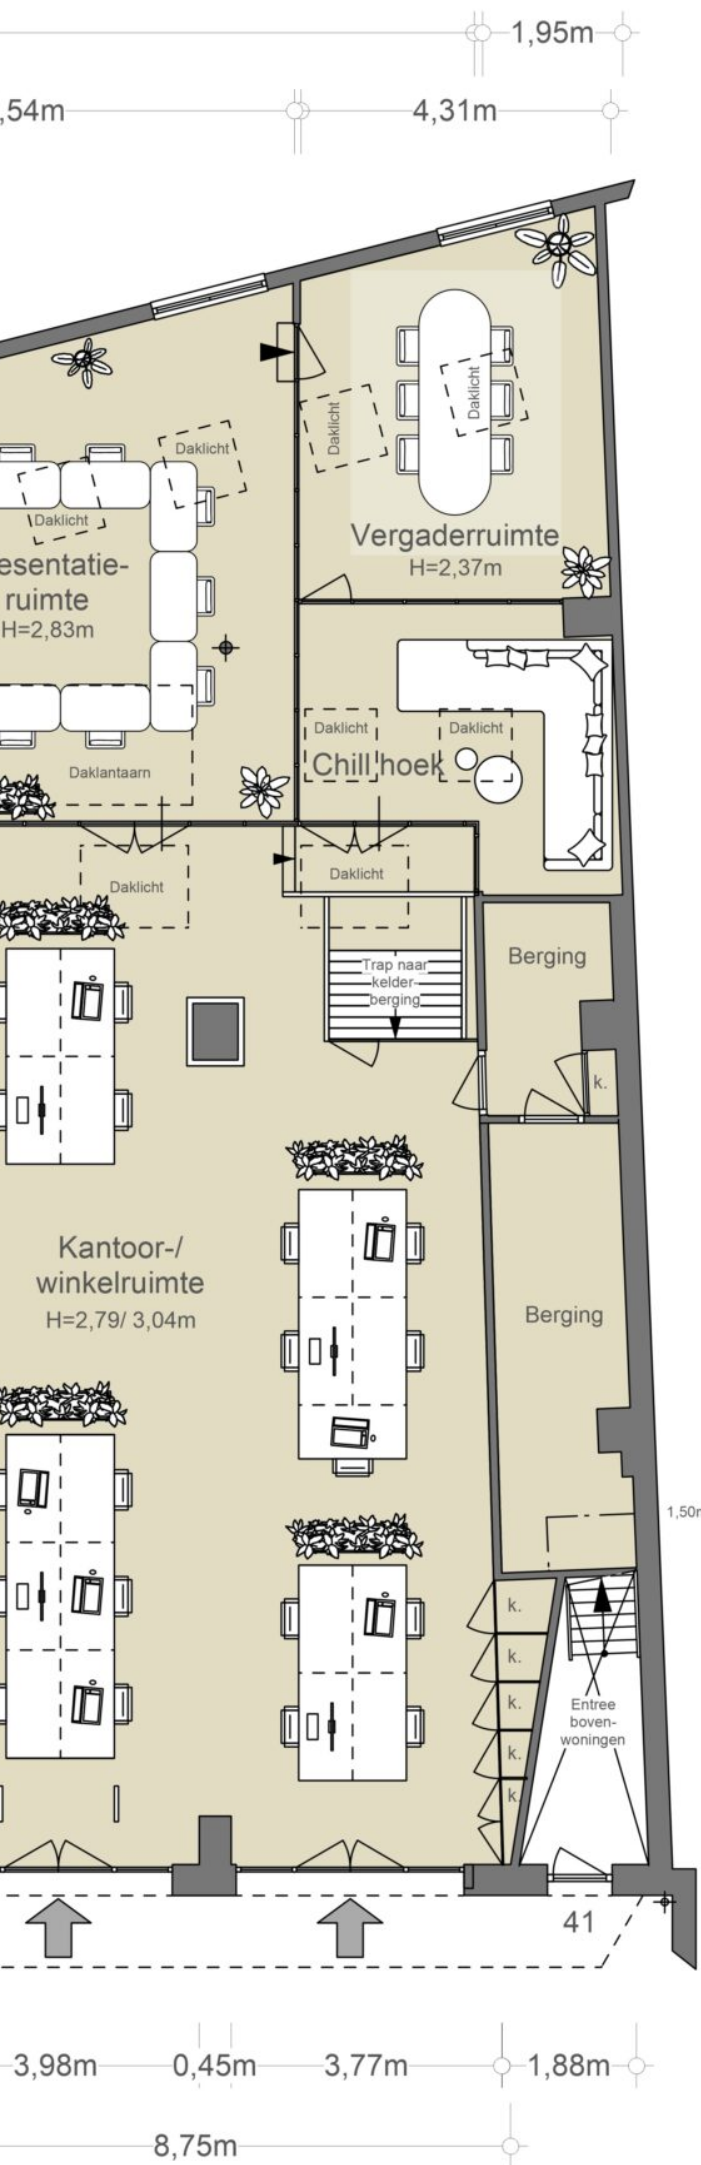 1,95m
,54m
4,31m
Daklicht
Daklicht
Daklicht
Daklicht
Vergaderruimte
H=2,37m
esentatie-
ruimte
H=2,83m
Daklicht
Daklicht
Chill hoek
Daklantaarn
Daklicht
Daklicht
Trap naar
kelder-
berging
Berging
k.
Kantoor-/
winkelruimte
H=2,79/ 3,04m
Berging
1,50m
k.
k.
k.
k.
k.
Entree
boven-
woningen
41
3,98m
0,45m
3,77m
1,88m
8,75m